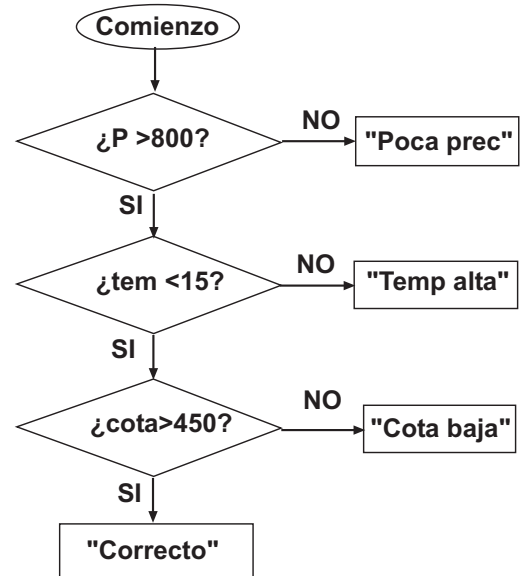 Comienzo
¿P >800?
NO
"Poca prec"
SI
¿tem <15?
NO
"Temp alta"
SI
¿cota>450?
NO
"Cota baja"
SI
"Correcto"